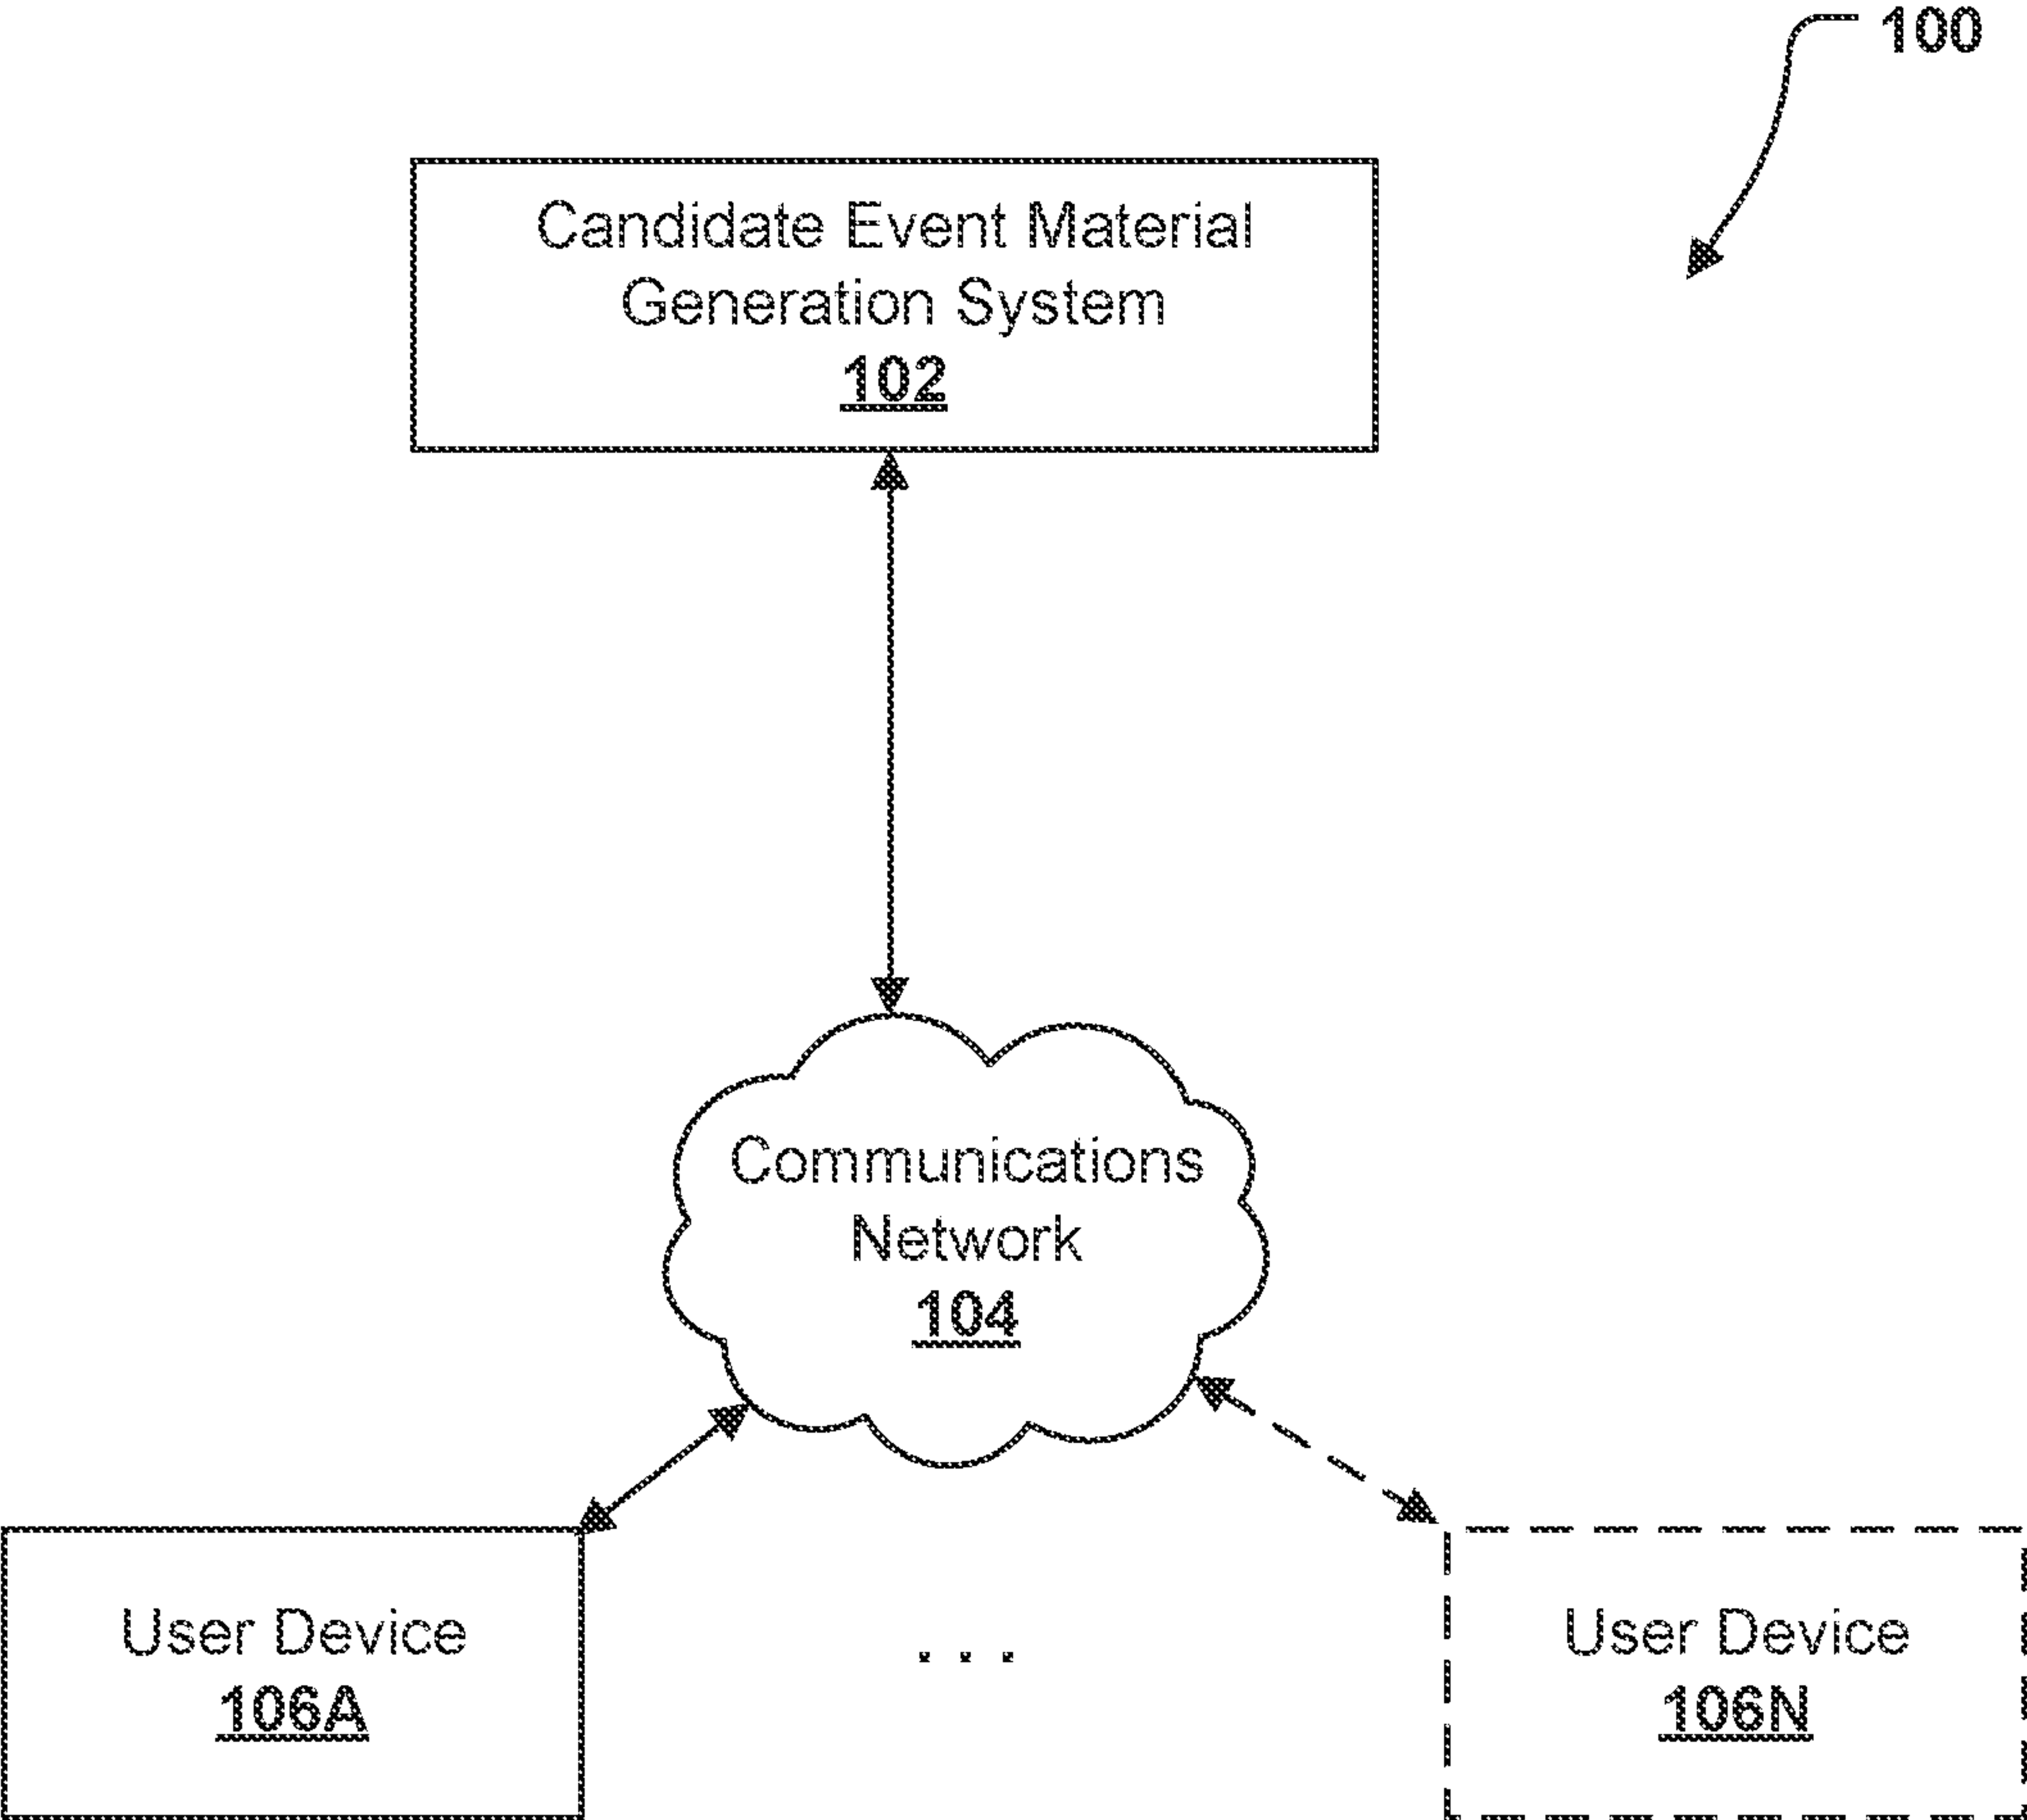 100
Candidate Event Material
Generation System
102
Communications
Network
104
User Device
106A
. . .
User Device
106N